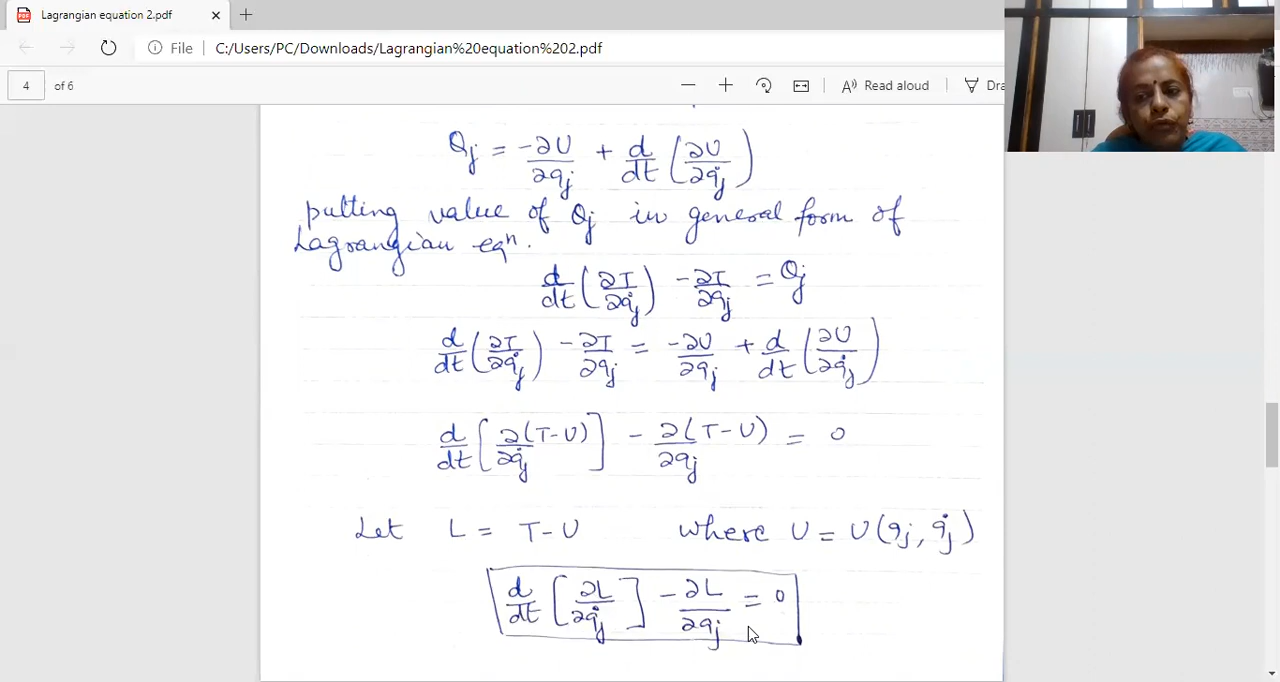 Lagrangian equation 2.pdf
File C:/Users/PC/Downloads/Lagrangian%20equation%202.pdf
4 of 6 Read aloud Dra
Qj = -∂U/∂qj + d/dt (∂U/∂q̇j)
putting value of Qj in general form of
Lagrangian eqⁿ.
d/dt (∂T/∂q̇j) - ∂T/∂qj = Qj
d/dt (∂T/∂q̇j) - ∂T/∂qj = -∂U/∂qj + d/dt (∂U/∂q̇j)
d/dt [∂(T-U)/∂q̇j] - ∂(T-U)/∂qj = 0
Let L = T-U where U = U(qj, q̇j)
d/dt [∂L/∂q̇j] - ∂L/∂qj = 0